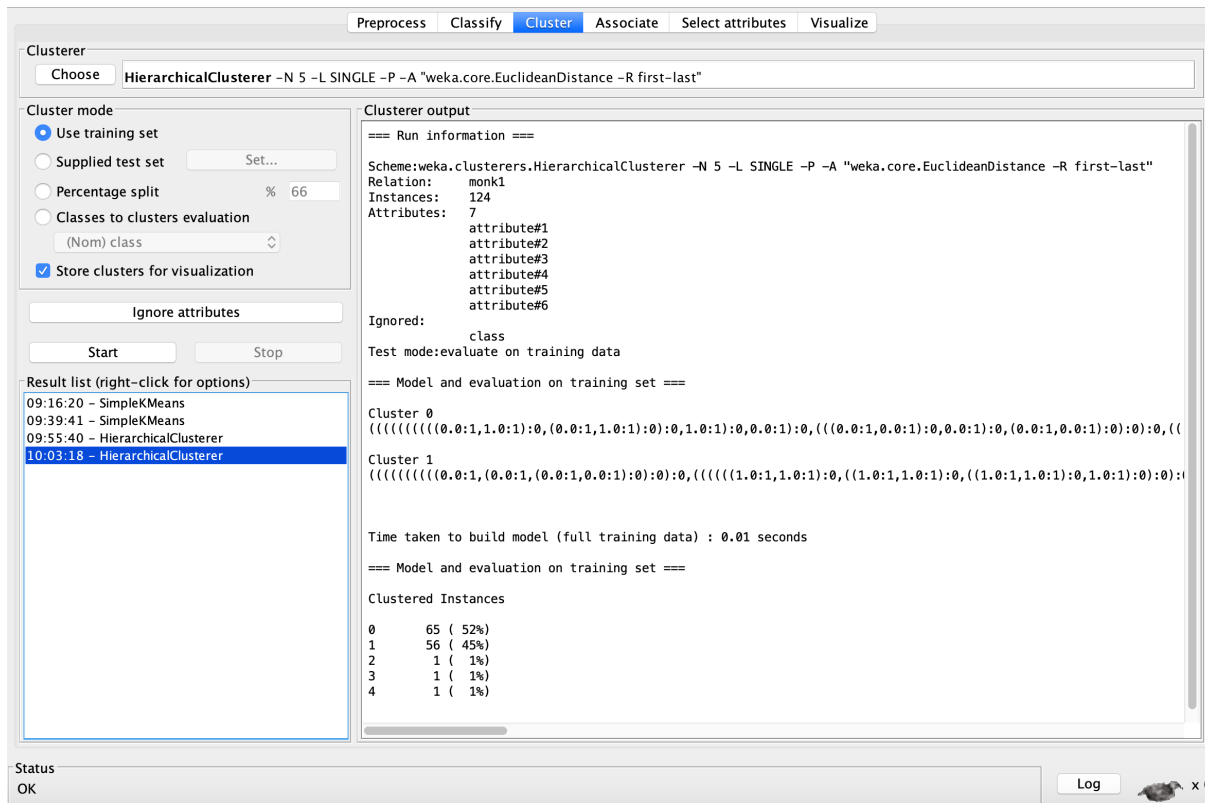 Preprocess Classify Cluster Associate Select attributes Visualize
Clusterer
Choose HierarchicalClusterer -N 5 -L SINGLE -P -A "weka.core.EuclideanDistance -R first-last"
Cluster mode
Use training set
Supplied test set Set...
Percentage split % 66
Classes to clusters evaluation
(Nom) class
Store clusters for visualization
Ignore attributes
Start Stop
Result list (right-click for options)
09:16:20 - SimpleKMeans
09:39:41 - SimpleKMeans
09:55:40 - HierarchicalClusterer
10:03:18 - HierarchicalClusterer
Clusterer output
=== Run information ===
Scheme:weka.clusterers.HierarchicalClusterer -N 5 -L SINGLE -P -A "weka.core.EuclideanDistance -R first-last"
Relation: monk1
Instances: 124
Attributes: 7
attribute#1
attribute#2
attribute#3
attribute#4
attribute#5
attribute#6
Ignored:
class
Test mode:evaluate on training data
=== Model and evaluation on training set ===
Cluster 0
((((((((((0.0:1,1.0:1):0,(0.0:1,1.0:1):0):0,1.0:1):0,0.0:1):0,(((0.0:1,0.0:1):0,0.0:1):0,(0.0:1,0.0:1):0):0):0,((
Cluster 1
((((((((((0.0:1,(0.0:1,(0.0:1,0.0:1):0):0):0,((((((1.0:1,1.0:1):0,((1.0:1,1.0:1):0,((1.0:1,1.0:1):0,1.0:1):0):0):0
Time taken to build model (full training data) : 0.01 seconds
=== Model and evaluation on training set ===
Clustered Instances
0 65 ( 52%)
1 56 ( 45%)
2 1 ( 1%)
3 1 ( 1%)
4 1 ( 1%)
Status
OK
Log x